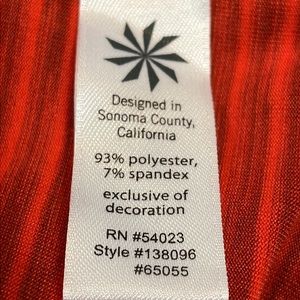 Designed in
Sonoma County,
California
93% polyester,
7% spandex
exclusive of
decoration
RN #54023
Style #138096
#65055